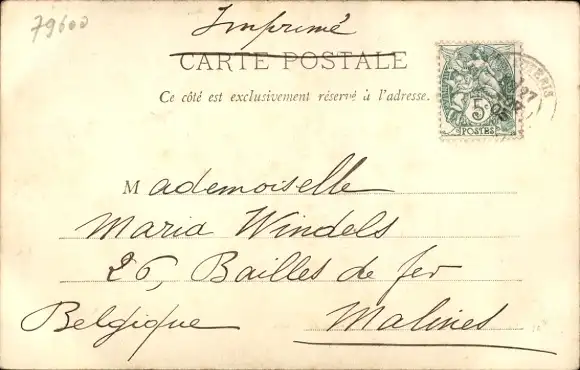 79600
Imprimé
CARTE POSTALE
Ce côté est exclusivement réservé à l'adresse.
5c
POSTES
Mademoiselle
Maria Windels
26, Bailles de fer
Belgique Malines